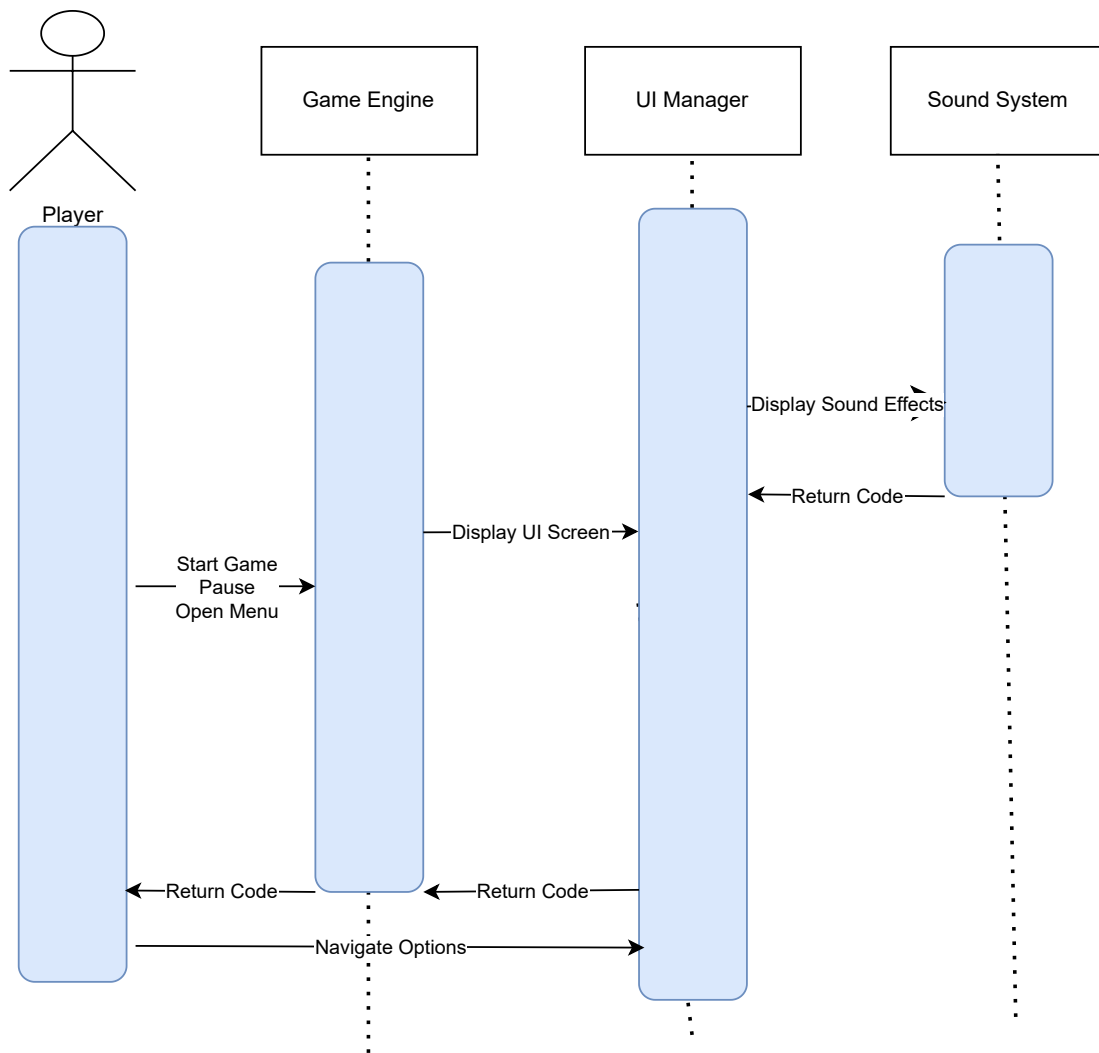 Game Engine
UI Manager
Sound System
Player
Display Sound Effects
Return Code
Display UI Screen
Start Game
Pause
Open Menu
Return Code
Return Code
Navigate Options